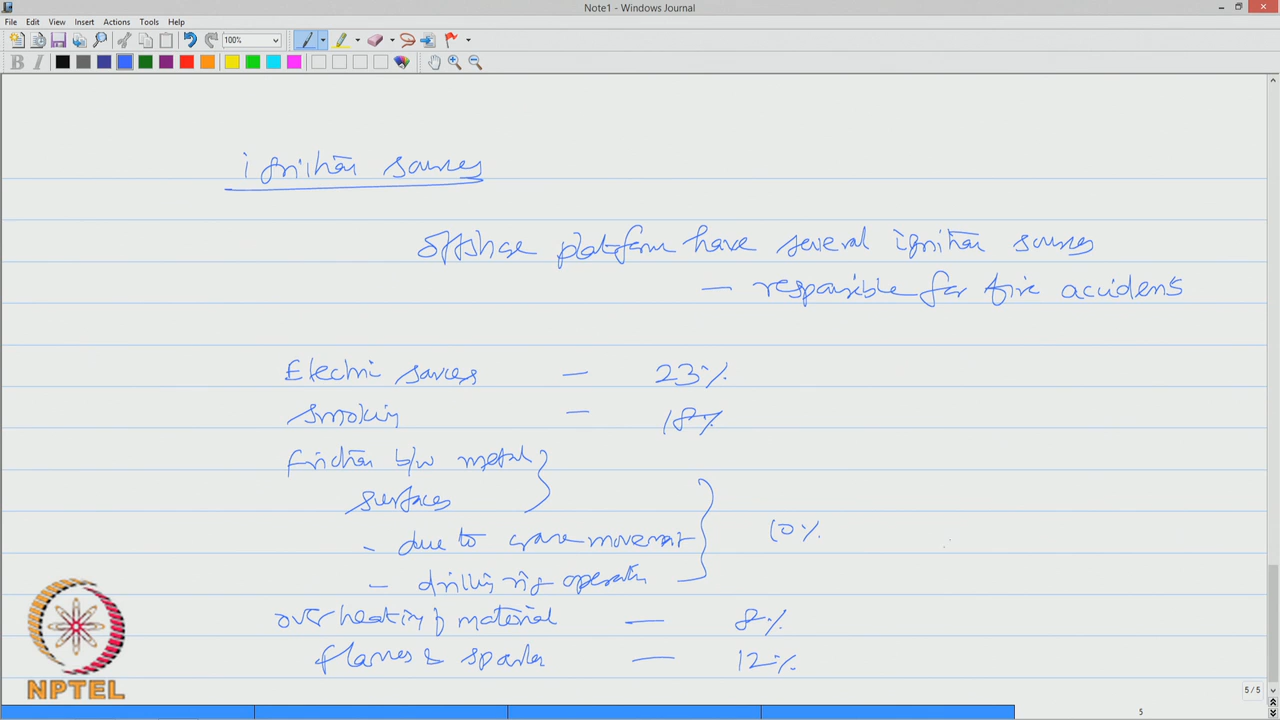 Note1 - Windows Journal
File Edit View Insert Actions Tools Help
100%
B I
ignition sources
offshore platform have several ignition sources
— responsible for fire accidents
Electric sources — 23%
smoking — 18%
friction b/w metal
surfaces
- due to crane movement
10%
- drilling rig operation
over heating of material — 8%
flames & sparks — 12%
NPTEL
5/5
5